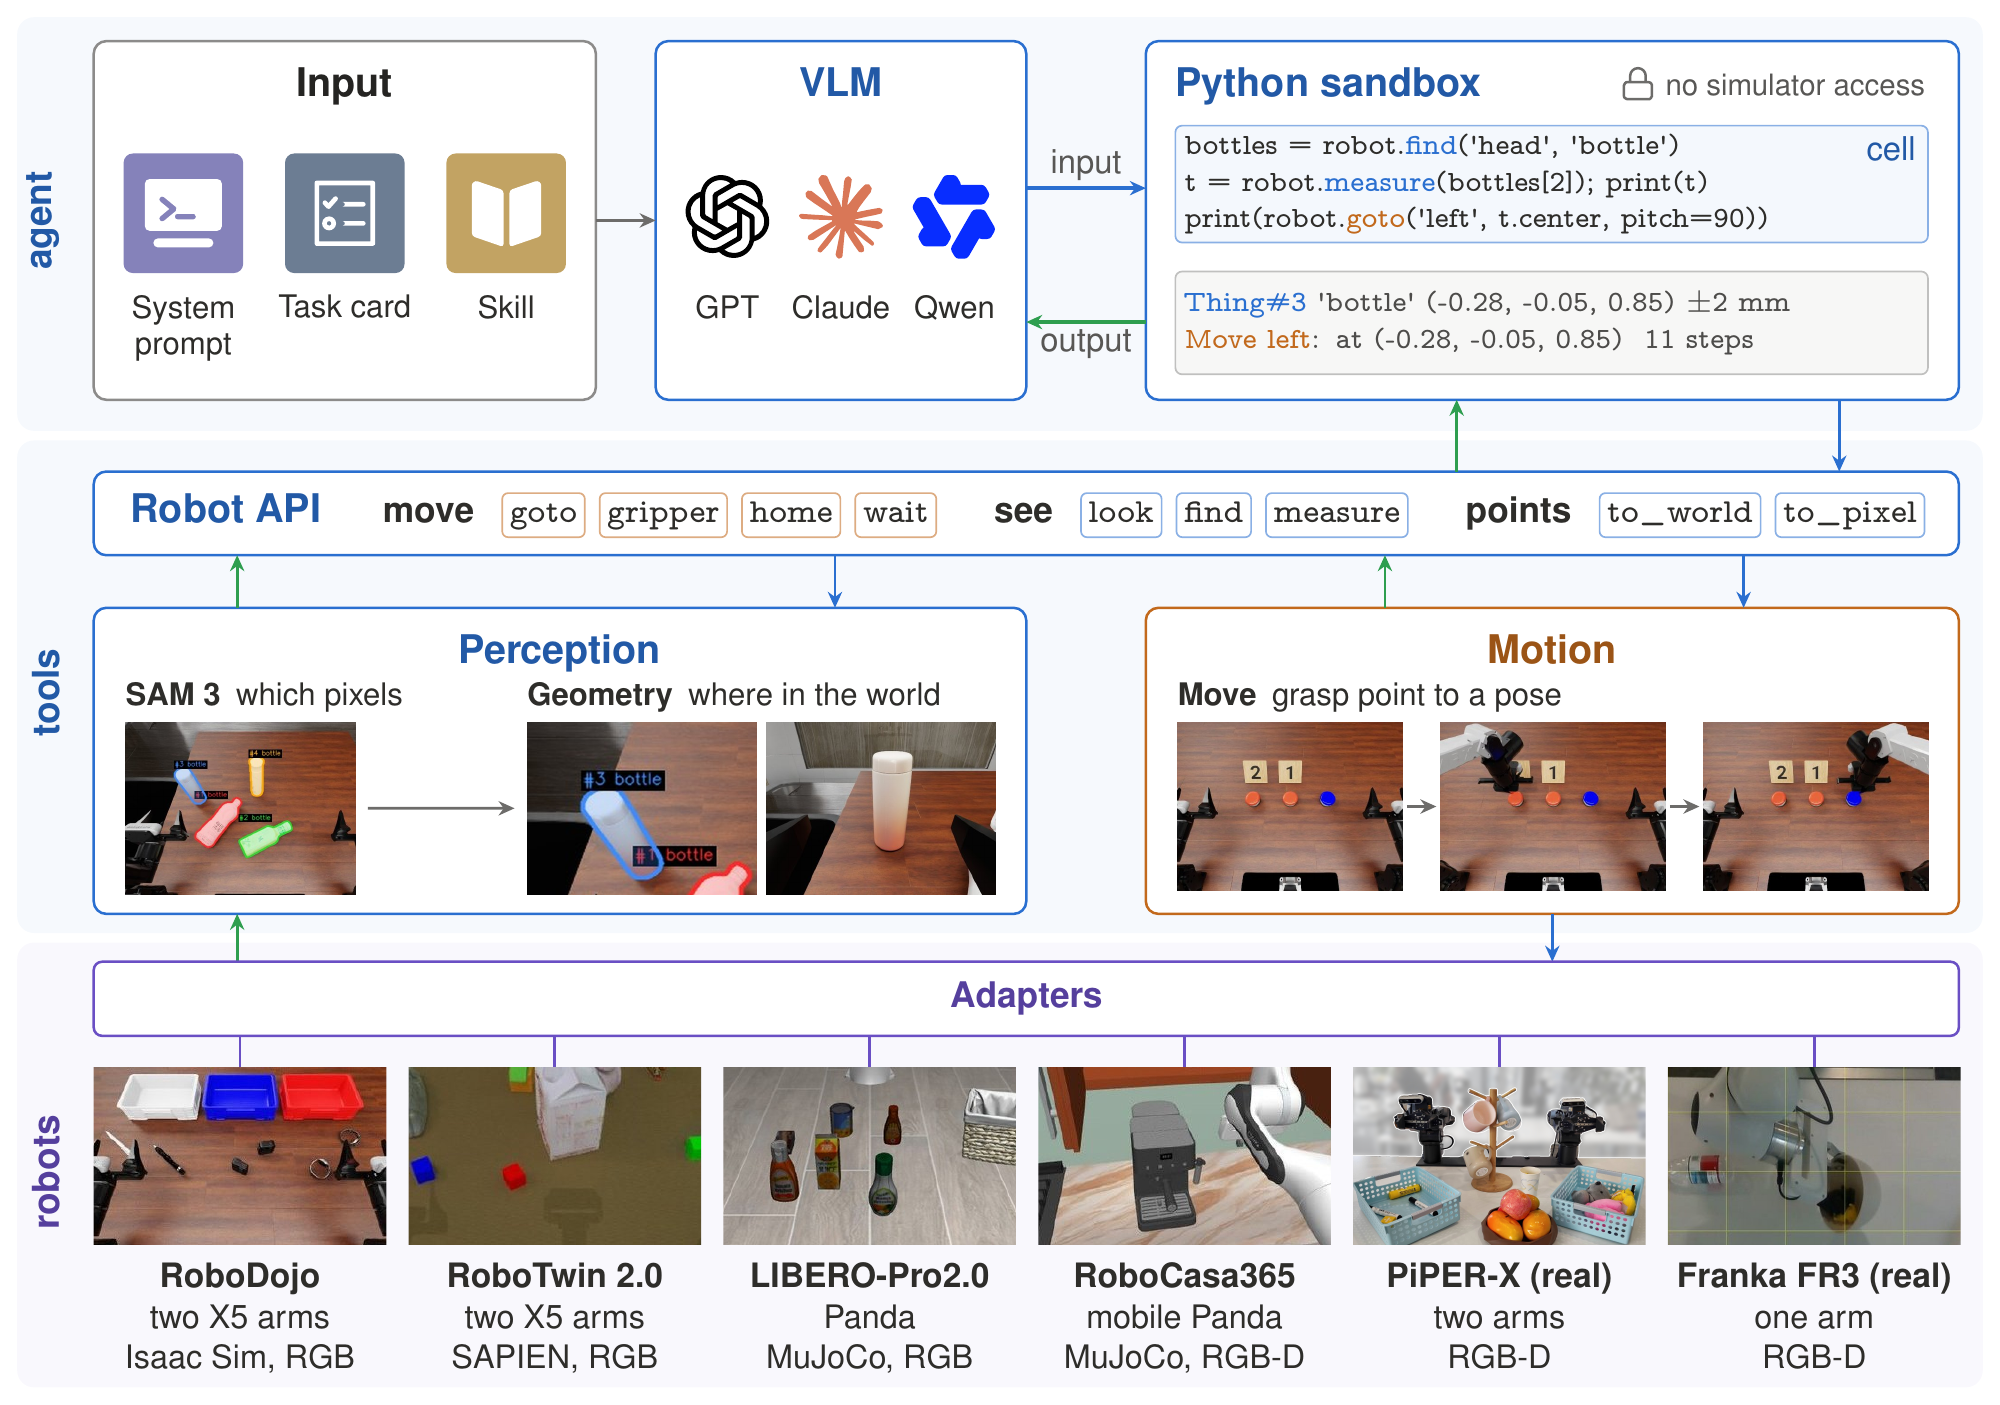 agent
Input
System
prompt
Task card
Skill
VLM
GPT
Claude
Qwen
input
output
Python sandbox
no simulator access
cell
bottles = robot.find('head', 'bottle')
t = robot.measure(bottles[2]); print(t)
print(robot.goto('left', t.center, pitch=90))
Thing#3 'bottle' (-0.28, -0.05, 0.85) ±2 mm
Move left: at (-0.28, -0.05, 0.85) 11 steps
tools
Robot API
move goto gripper home wait
see look find measure
points to_world to_pixel
Perception
SAM 3 which pixels
#3 bottle
#4 bottle
#1 bottle
#2 bottle
Geometry where in the world
#3 bottle
#1 bottle
Motion
Move grasp point to a pose
2 1
1
2 1
robots
Adapters
RoboDojo
two X5 arms
Isaac Sim, RGB
RoboTwin 2.0
two X5 arms
SAPIEN, RGB
LIBERO-Pro2.0
Panda
MuJoCo, RGB
RoboCasa365
mobile Panda
MuJoCo, RGB-D
PiPER-X (real)
two arms
RGB-D
Franka FR3 (real)
one arm
RGB-D